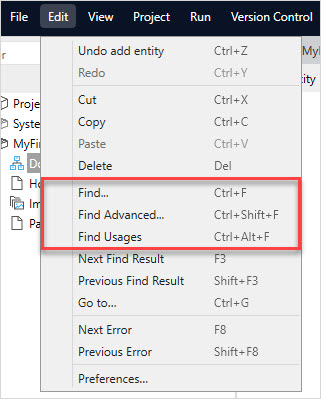 File Edit View Project Run Version Control
Undo add entity Ctrl+Z
Redo Ctrl+Y
Cut Ctrl+X
Copy Ctrl+C
Paste Ctrl+V
Delete Del
Find... Ctrl+F
Find Advanced... Ctrl+Shift+F
Find Usages Ctrl+Alt+F
Next Find Result F3
Previous Find Result Shift+F3
Go to... Ctrl+G
Next Error F8
Previous Error Shift+F8
Preferences...
Proje
Syste
MyFir
Do
Ho
Im
Pa